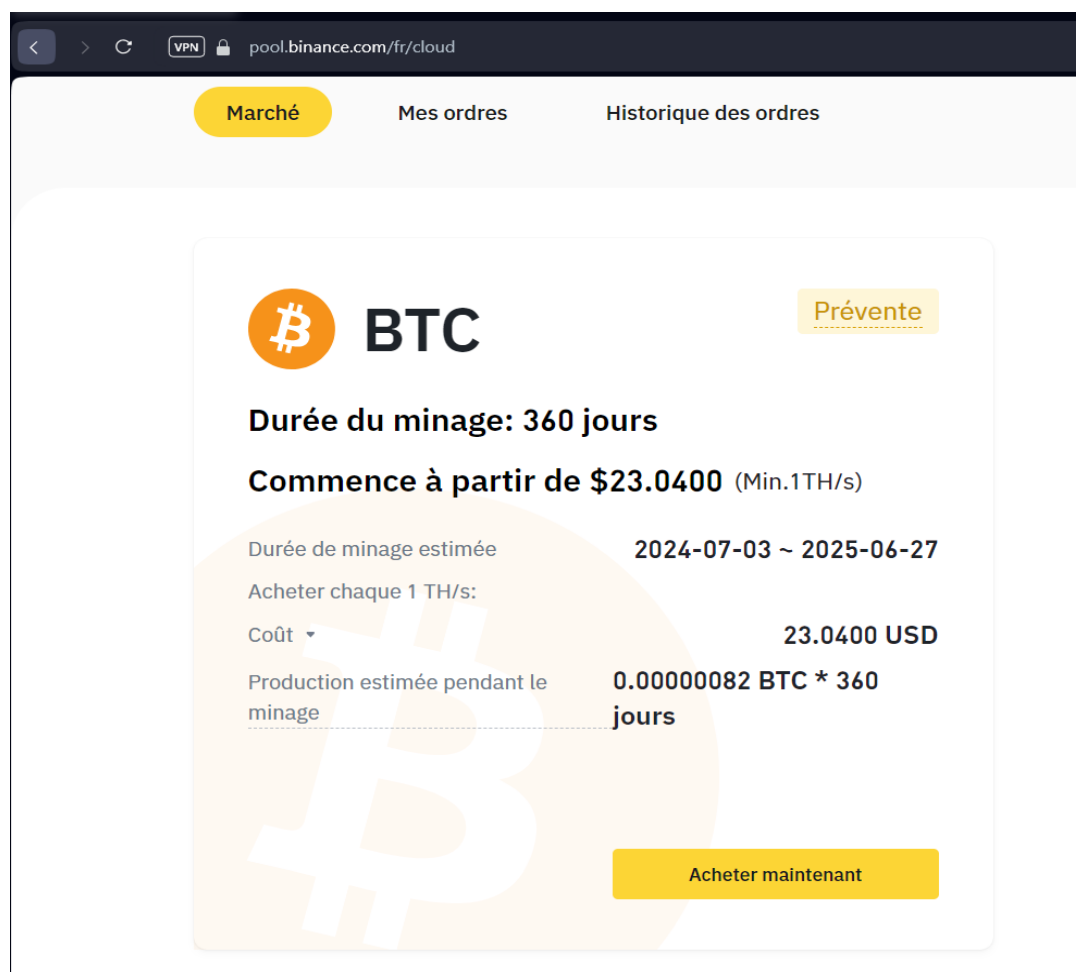 VPN pool.binance.com/fr/cloud
Marché Mes ordres Historique des ordres
BTC
Prévente
Durée du minage: 360 jours
Commence à partir de $23.0400 (Min.1TH/s)
Durée de minage estimée 2024-07-03 ~ 2025-06-27
Acheter chaque 1 TH/s:
Coût 23.0400 USD
Production estimée pendant le 0.00000082 BTC * 360
minage jours
Acheter maintenant